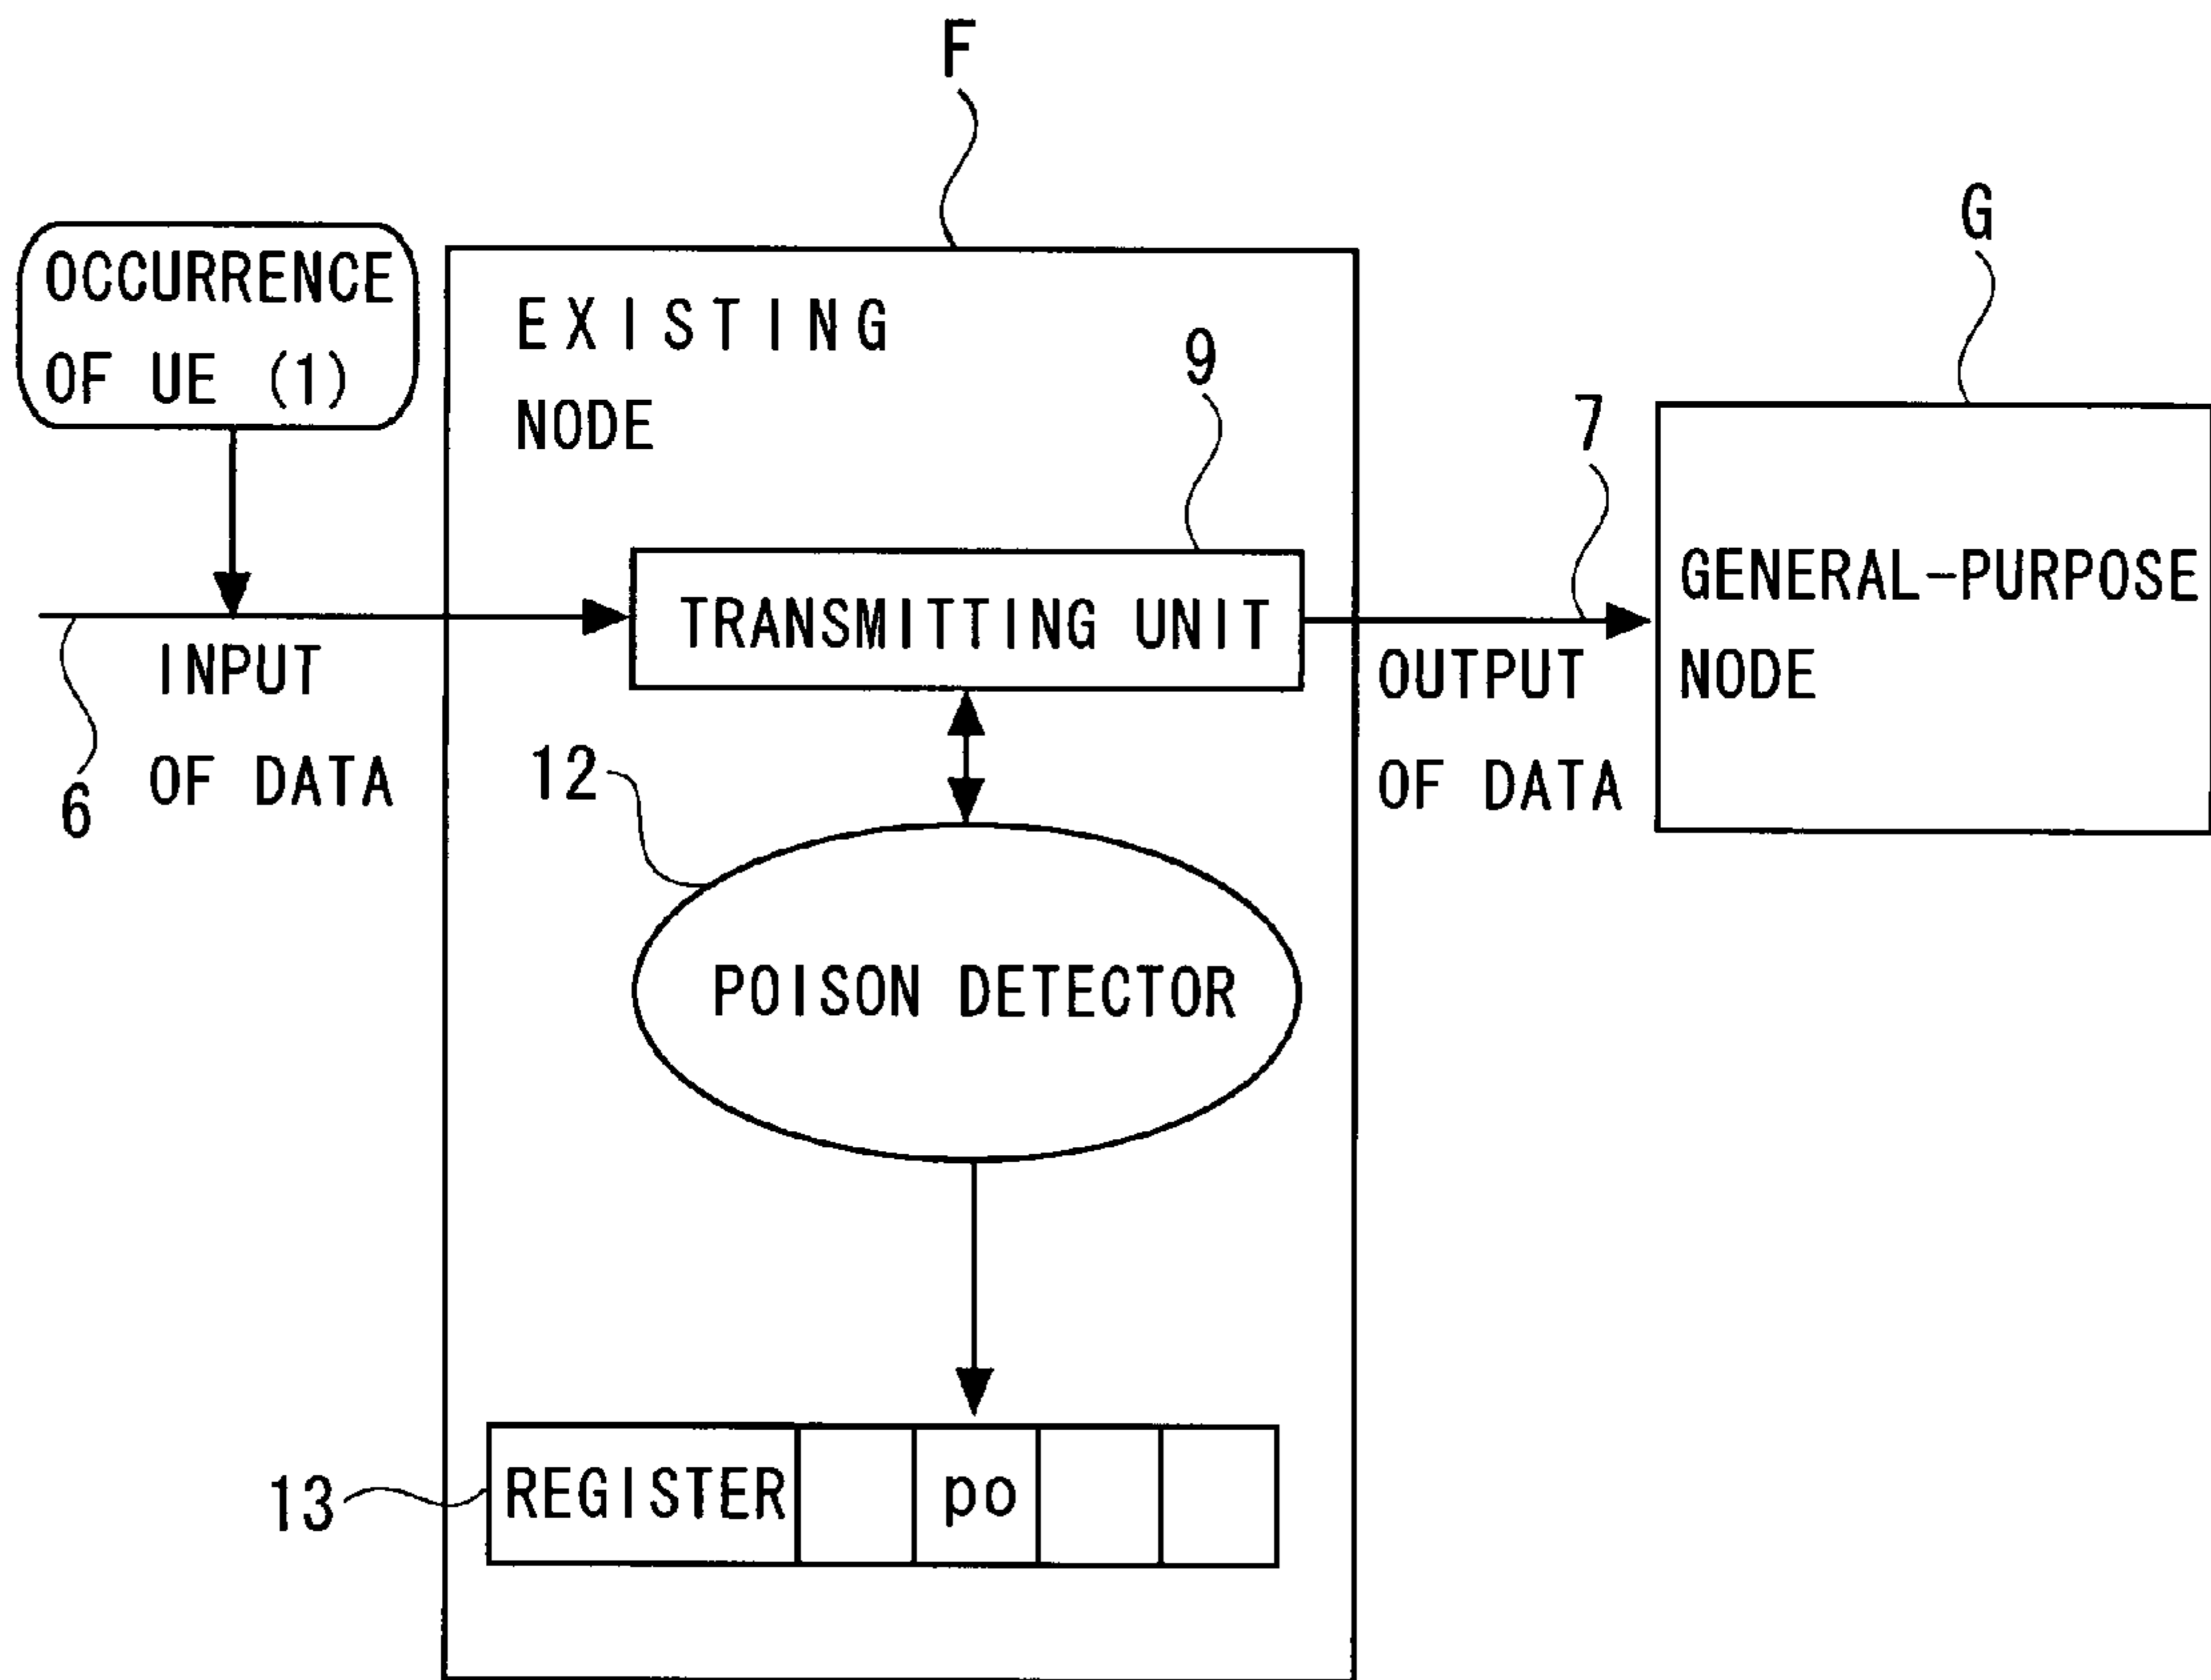 F
G
OCCURRENCE
OF UE (1)
EXISTING
NODE
9
7
GENERAL-PURPOSE
NODE
TRANSMITTING UNIT
INPUT
OF DATA
6
OUTPUT
OF DATA
12
POISON DETECTOR
13
REGISTER
po